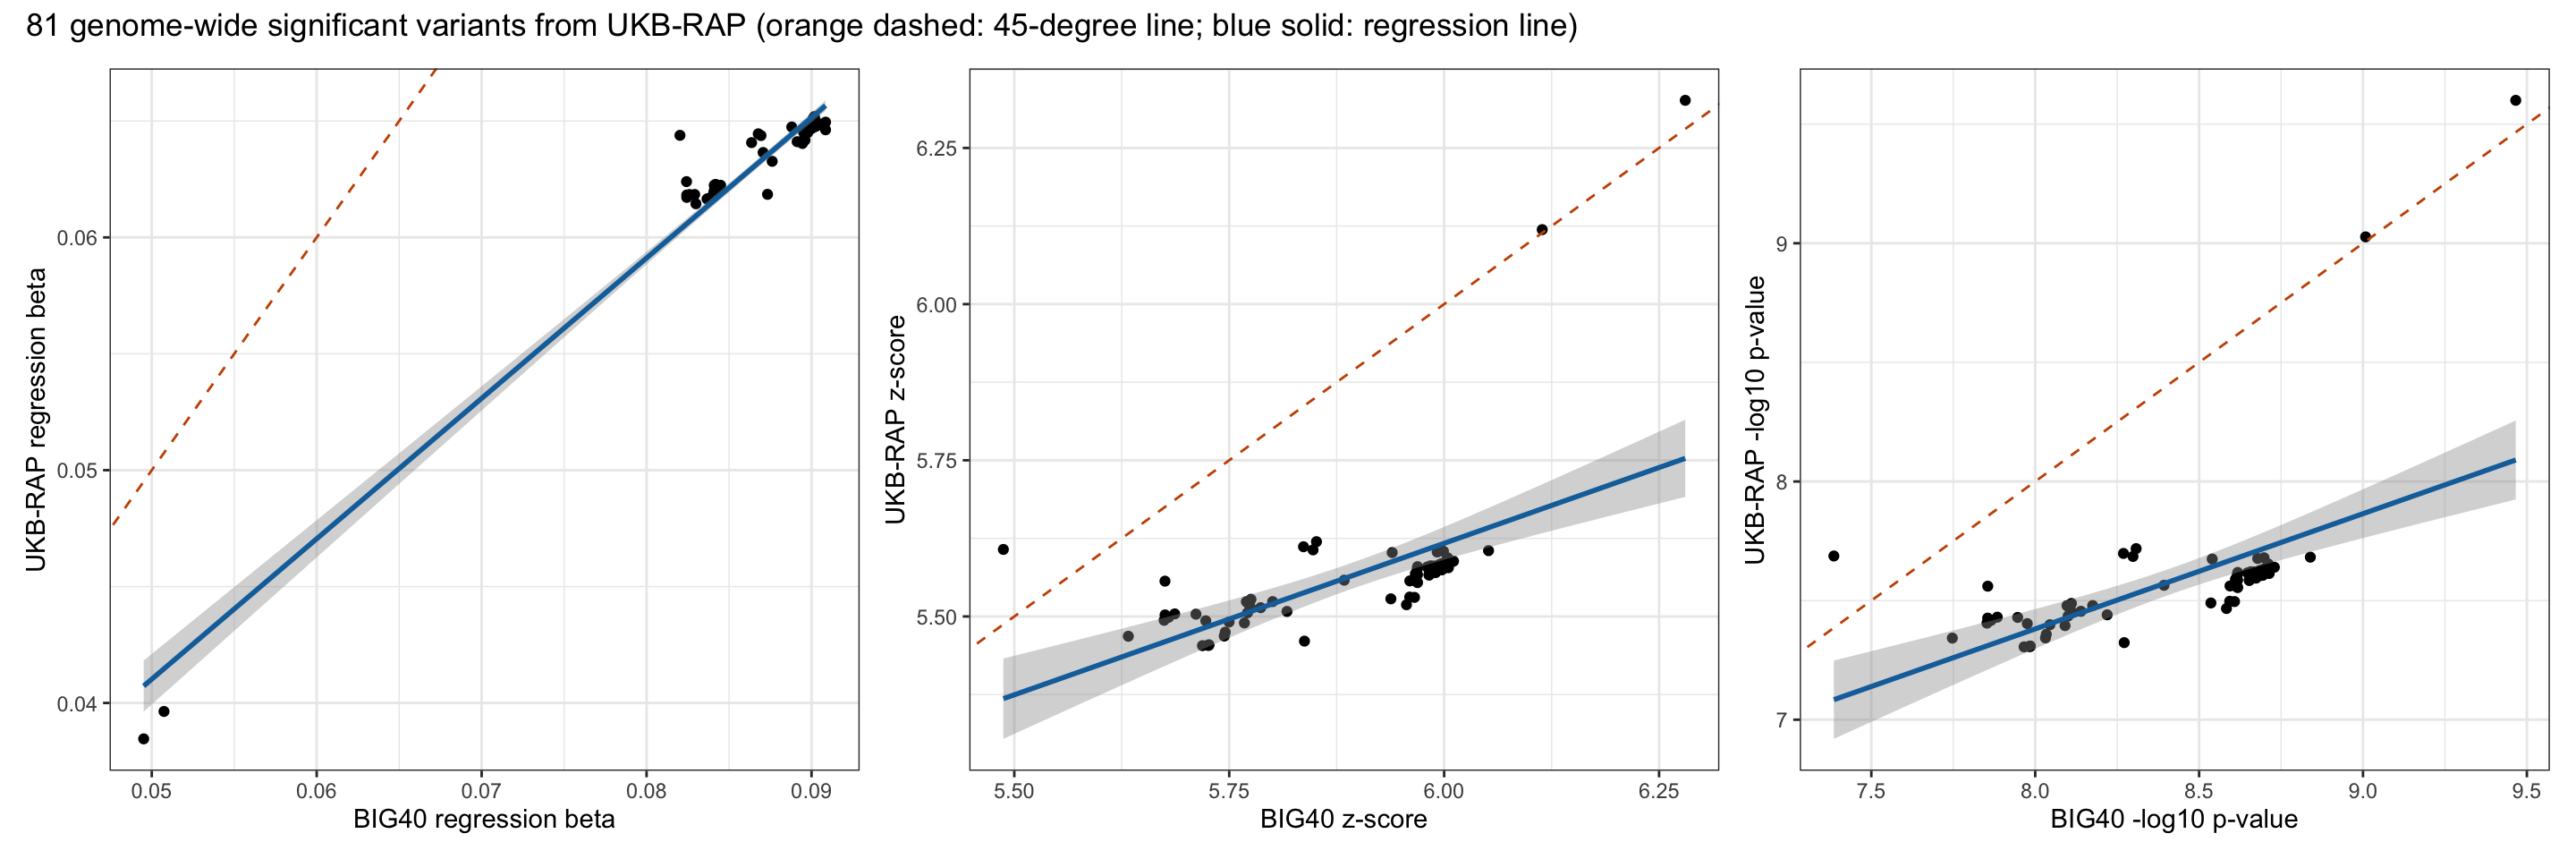 81 genome-wide significant variants from UKB-RAP (orange dashed: 45-degree line; blue solid: regression line)
UKB-RAP regression beta
0.06
0.05
0.04
0.05 0.06 0.07 0.08 0.09
BIG40 regression beta
UKB-RAP z-score
6.25
6.00
5.75
5.50
5.50 5.75 6.00 6.25
BIG40 z-score
UKB-RAP -log10 p-value
9
8
7
7.5 8.0 8.5 9.0 9.5
BIG40 -log10 p-value